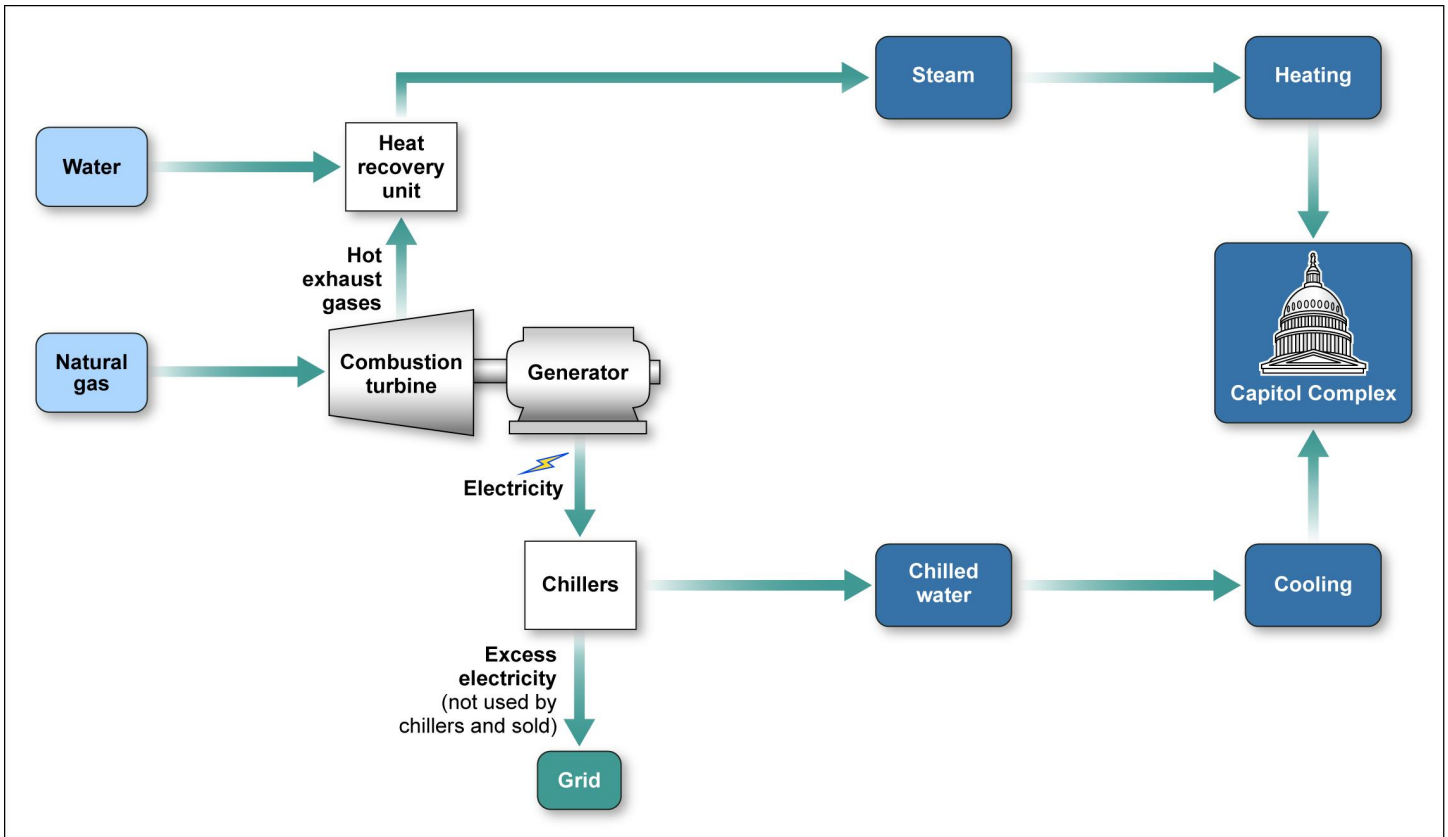 Steam
Heating
Water
Heat
recovery
unit
Hot
exhaust
gases
Natural
gas
Combustion
turbine
Generator
Capitol Complex
Electricity
Chillers
Chilled
water
Cooling
Excess
electricity
(not used by
chillers and sold)
Grid